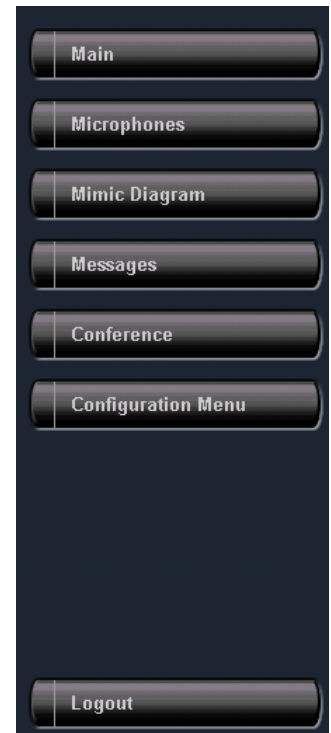 Main
Microphones
Mimic Diagram
Messages
Conference
Configuration Menu
Logout